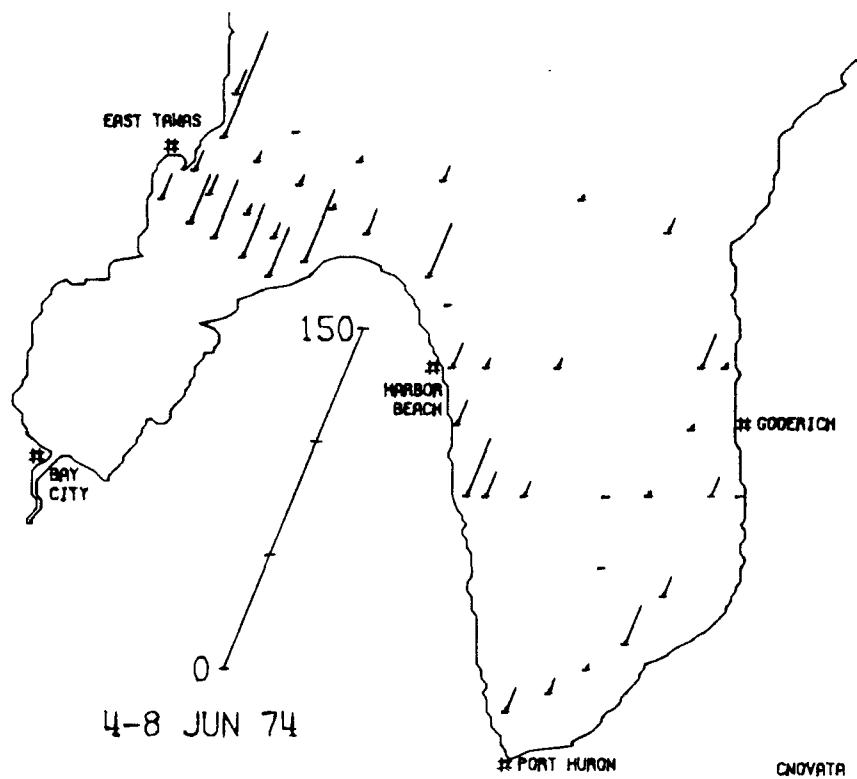 EAST TAWAS
#
150
#
HARBOR
BEACH
# GODERICH
#
BAY
CITY
0
4-8 JUN 74
# PORT HURON
CNOVATA